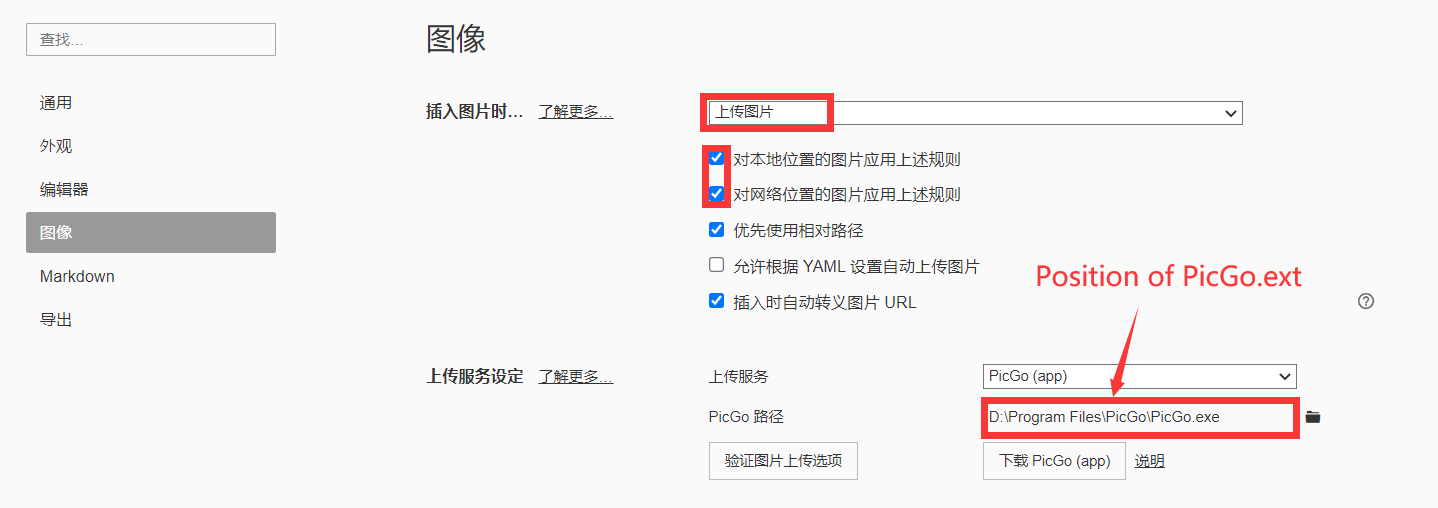 查找...
图像
通用
外观
编辑器
图像
Markdown
导出
插入图片时... 了解更多... 上传图片
对本地位置的图片应用上述规则
对网络位置的图片应用上述规则
优先使用相对路径
允许根据 YAML 设置自动上传图片
Position of PicGo.ext
插入时自动转义图片 URL
上传服务设定 了解更多... 上传服务 PicGo (app)
PicGo 路径 D:\Program Files\PicGo\PicGo.exe
验证图片上传选项 下载 PicGo (app) 说明